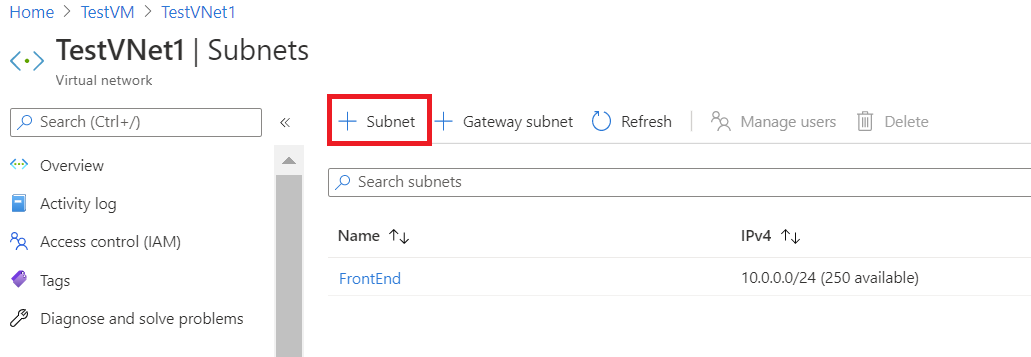 Home > TestVM > TestVNet1
TestVNet1 | Subnets
Virtual network
Search (Ctrl+/)
«
+ Subnet + Gateway subnet Refresh | Manage users Delete
Overview
Activity log
Access control (IAM)
Tags
Diagnose and solve problems
Search subnets
Name ↑↓ IPv4 ↑↓
FrontEnd 10.0.0.0/24 (250 available)